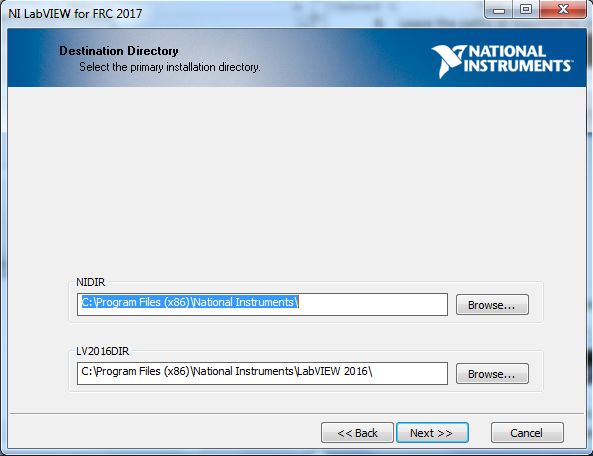 NI LabVIEW for FRC 2017
Destination Directory
Select the primary installation directory.
NATIONAL
INSTRUMENTS
NIDIR
C:\Program Files (x86)\National Instruments\
Browse...
LV2016DIR
C:\Program Files (x86)\National Instruments\LabVIEW 2016\
Browse...
<< Back
Next >>
Cancel